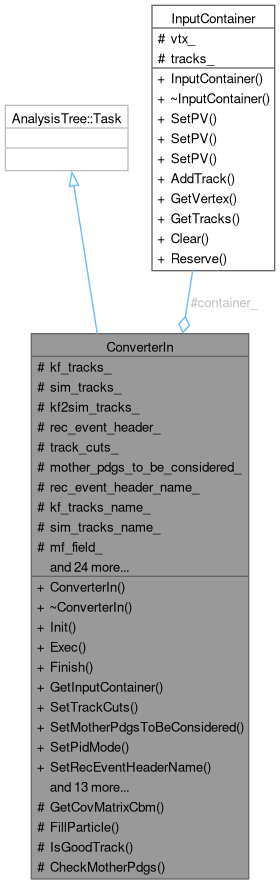 InputContainer
# vtx_
# tracks_
+ InputContainer()
+ ~InputContainer()
+ SetPV()
+ SetPV()
+ SetPV()
+ AddTrack()
+ GetVertex()
+ GetTracks()
+ Clear()
+ Reserve()
AnalysisTree::Task
#container_
ConverterIn
# kf_tracks_
# sim_tracks_
# kf2sim_tracks_
# rec_event_header_
# track_cuts_
# mother_pdgs_to_be_considered_
# rec_event_header_name_
# kf_tracks_name_
# sim_tracks_name_
# mf_field_
and 24 more...
+ ConverterIn()
+ ~ConverterIn()
+ Init()
+ Exec()
+ Finish()
+ GetInputContainer()
+ SetTrackCuts()
+ SetMotherPdgsToBeConsidered()
+ SetPidMode()
+ SetRecEventHeaderName()
and 13 more...
# GetCovMatrixCbm()
# FillParticle()
# IsGoodTrack()
# CheckMotherPdgs()